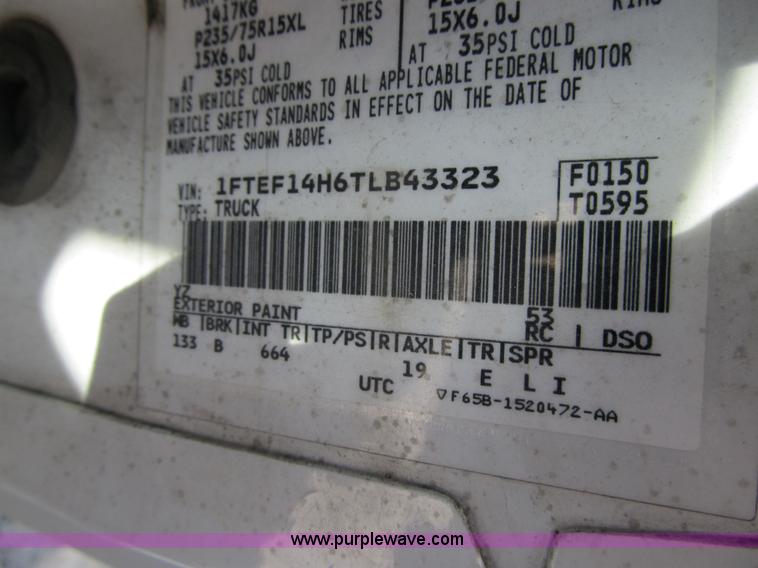 1417KG TIRES
P235/75R15XL RIMS
15X6.0J 15X6.0J
AT 35PSI COLD AT 35PSI COLD
THIS VEHICLE CONFORMS TO ALL APPLICABLE FEDERAL MOTOR
VEHICLE SAFETY STANDARDS IN EFFECT ON THE DATE OF
MANUFACTURE SHOWN ABOVE.
VIN: 1FTEF14H6TLB43323 F0150
TYPE: TRUCK T0595
YZ 53
EXTERIOR PAINT RC DSO
WB BRK INT TR TP/PS R AXLE TR SPR
133 B 664 19 E L I
UTC ▽F65B-1520472-AA
www.purplewave.com